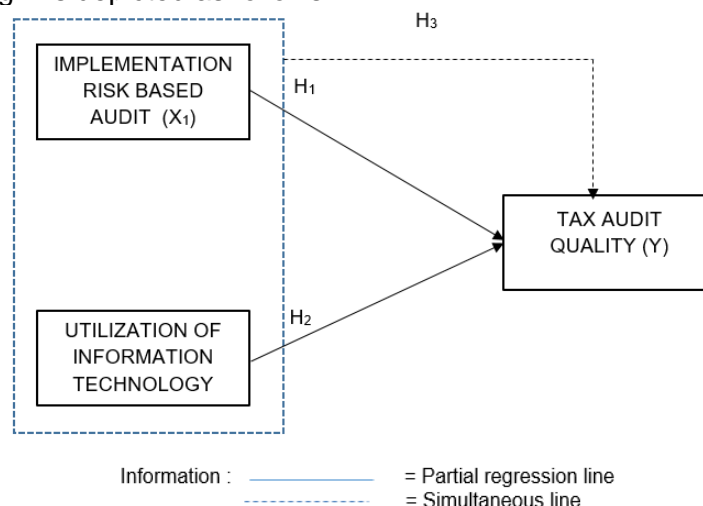 H₃
IMPLEMENTATION
RISK BASED
AUDIT (X₁)
H₁
TAX AUDIT
QUALITY (Y)
H₂
UTILIZATION OF
INFORMATION
TECHNOLOGY
Information :
= Partial regression line
= Simultaneous line